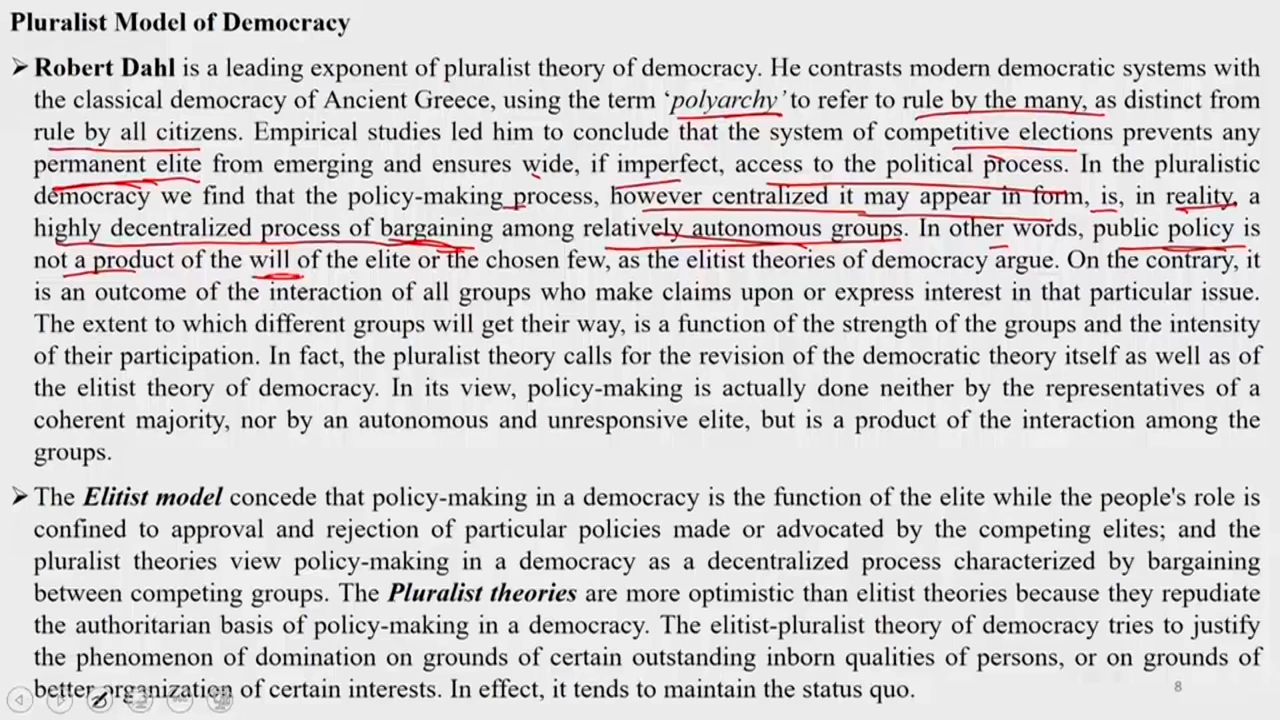 Pluralist Model of Democracy
➢ Robert Dahl is a leading exponent of pluralist theory of democracy. He contrasts modern democratic systems with
the classical democracy of Ancient Greece, using the term ‘polyarchy’ to refer to rule by the many, as distinct from
rule by all citizens. Empirical studies led him to conclude that the system of competitive elections prevents any
permanent elite from emerging and ensures wide, if imperfect, access to the political process. In the pluralistic
democracy we find that the policy-making process, however centralized it may appear in form, is, in reality, a
highly decentralized process of bargaining among relatively autonomous groups. In other words, public policy is
not a product of the will of the elite or the chosen few, as the elitist theories of democracy argue. On the contrary, it
is an outcome of the interaction of all groups who make claims upon or express interest in that particular issue.
The extent to which different groups will get their way, is a function of the strength of the groups and the intensity
of their participation. In fact, the pluralist theory calls for the revision of the democratic theory itself as well as of
the elitist theory of democracy. In its view, policy-making is actually done neither by the representatives of a
coherent majority, nor by an autonomous and unresponsive elite, but is a product of the interaction among the
groups.
➢ The Elitist model concede that policy-making in a democracy is the function of the elite while the people's role is
confined to approval and rejection of particular policies made or advocated by the competing elites; and the
pluralist theories view policy-making in a democracy as a decentralized process characterized by bargaining
between competing groups. The Pluralist theories are more optimistic than elitist theories because they repudiate
the authoritarian basis of policy-making in a democracy. The elitist-pluralist theory of democracy tries to justify
the phenomenon of domination on grounds of certain outstanding inborn qualities of persons, or on grounds of
better organization of certain interests. In effect, it tends to maintain the status quo.
8